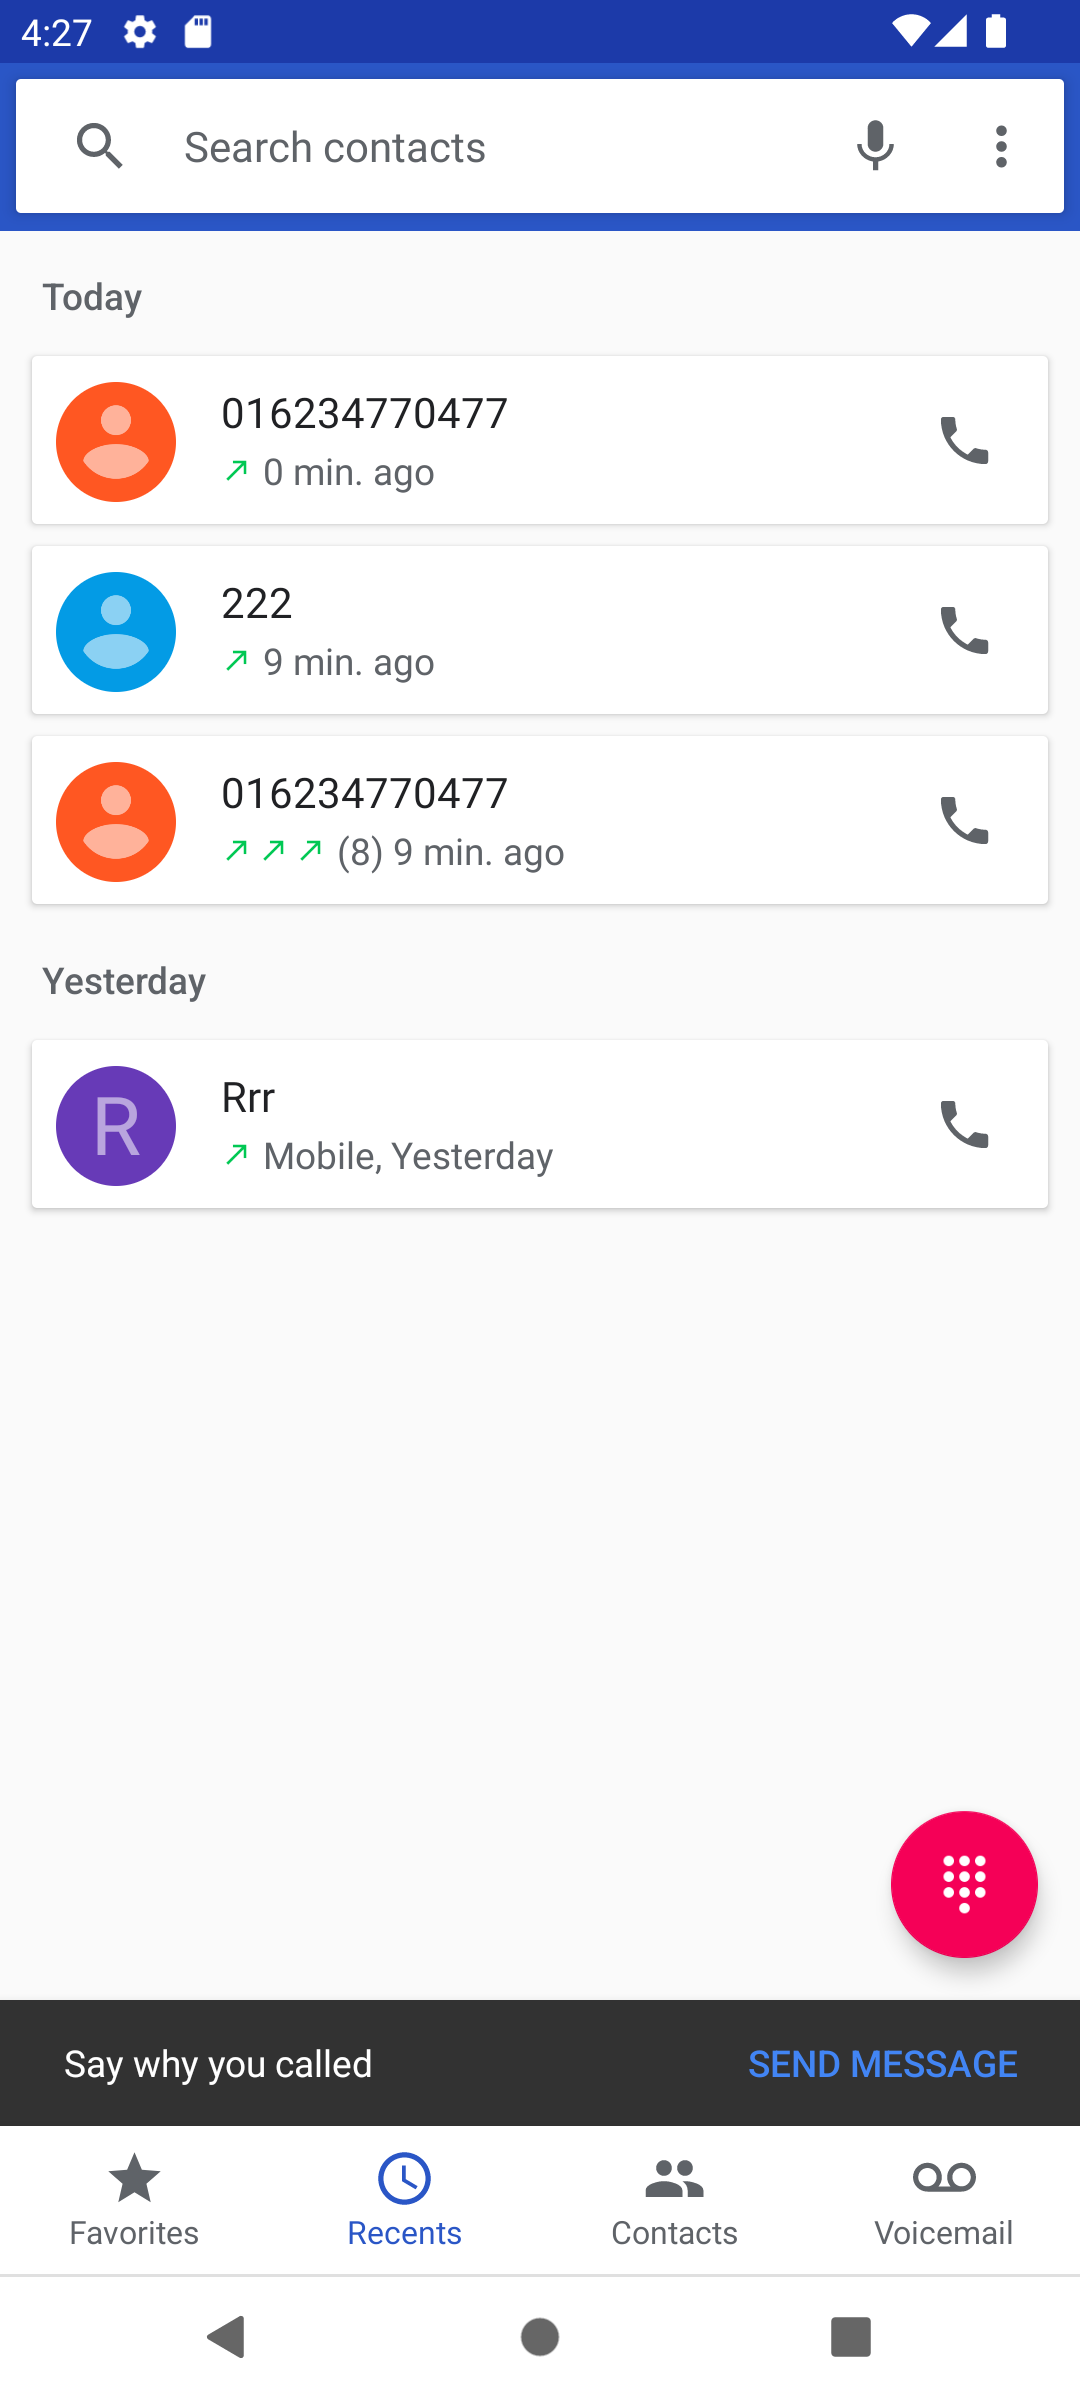 4:27
Search contacts
Today
016234770477
0 min. ago
222
9 min. ago
016234770477
(8) 9 min. ago
Yesterday
R
Rrr
Mobile, Yesterday
Say why you called
SEND MESSAGE
Favorites
Recents
Contacts
Voicemail